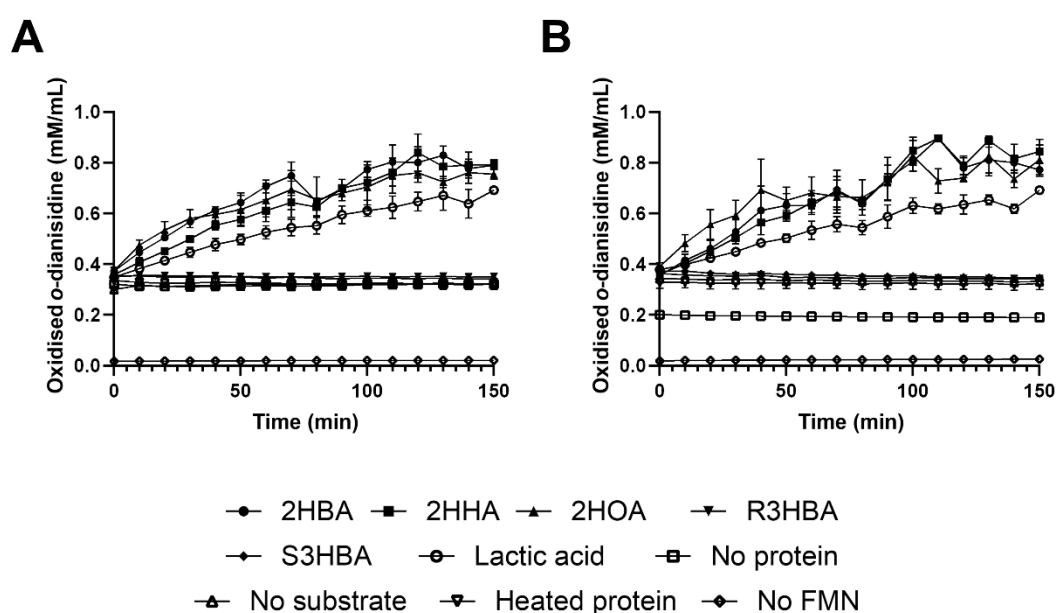 A
B
Oxidised o-dianisidine (mM/mL)
1.0
0.8
0.6
0.4
0.2
0.0
0
50
100
150
Time (min)
Oxidised o-dianisidine (mM/mL)
1.0
0.8
0.6
0.4
0.2
0.0
0
50
100
150
Time (min)
2HBA 2HHA 2HOA R3HBA
S3HBA Lactic acid No protein
No substrate Heated protein No FMN